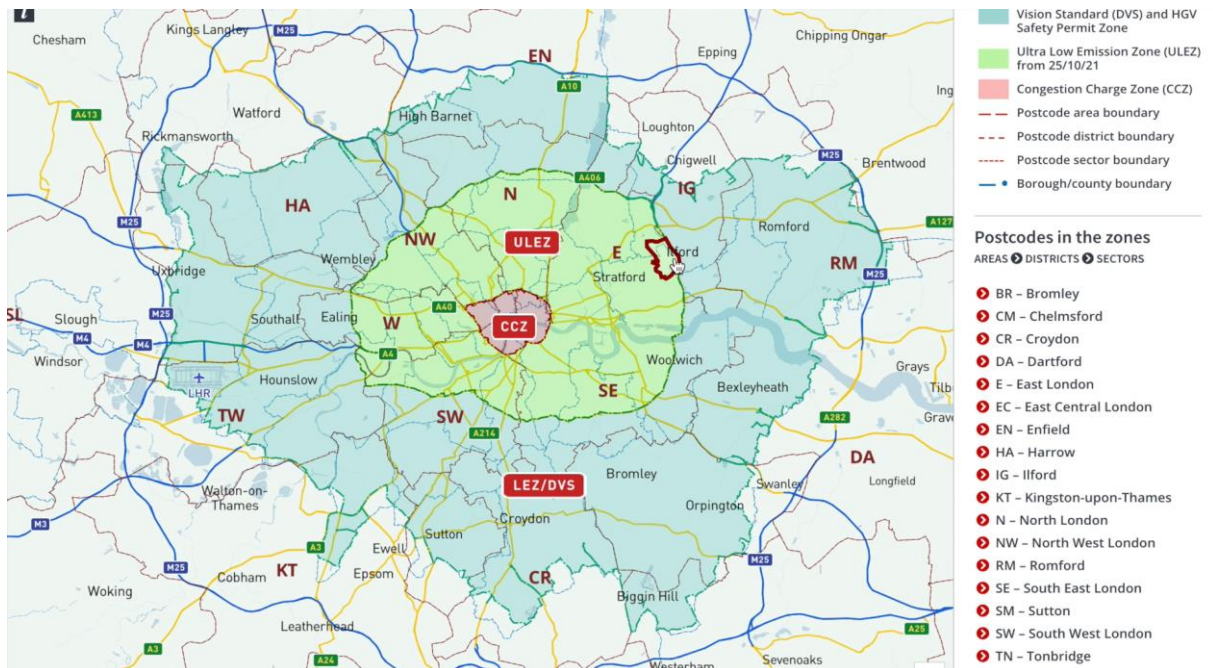 i
Chesham
Kings Langley
M25
Chipping Ongar
EN
Epping
A10
A413
Watford
High Barnet
Loughton
Rickmansworth
Chigwell
M25
Brentwood
A406
IG
N
HA
A127
M25
NW
ULEZ
E
Romford
Ilford
Wembley
RM
Uxbridge
Stratford
M25
SL
Slough
M25
Southall
Ealing
A40
W
CCZ
M4
M4
A4
Windsor
Woolwich
Grays
Hounslow
Bexleyheath
LHR
SE
TW
SW
A282
A214
DA
Bromley
Longfield
Walton-on-
Thames
LEZ/DVS
Swanley
Orpington
M3
Croydon
Sutton
A3
Ewell
M25
M25
KT
Cobham
Epsom
CR
Woking
Biggin Hill
Leatherhead
A25
A3
A24
Westerham
Sevenoaks
Vision Standard (DVS) and HGV
Safety Permit Zone
Ultra Low Emission Zone (ULEZ)
from 25/10/21
Congestion Charge Zone (CCZ)
Postcode area boundary
Postcode district boundary
Postcode sector boundary
Borough/county boundary
Postcodes in the zones
AREAS DISTRICTS SECTORS
BR – Bromley
CM – Chelmsford
CR – Croydon
DA – Dartford
E – East London
EC – East Central London
EN – Enfield
HA – Harrow
IG – Ilford
KT – Kingston-upon-Thames
N – North London
NW – North West London
RM – Romford
SE – South East London
SM – Sutton
SW – South West London
TN – Tonbridge